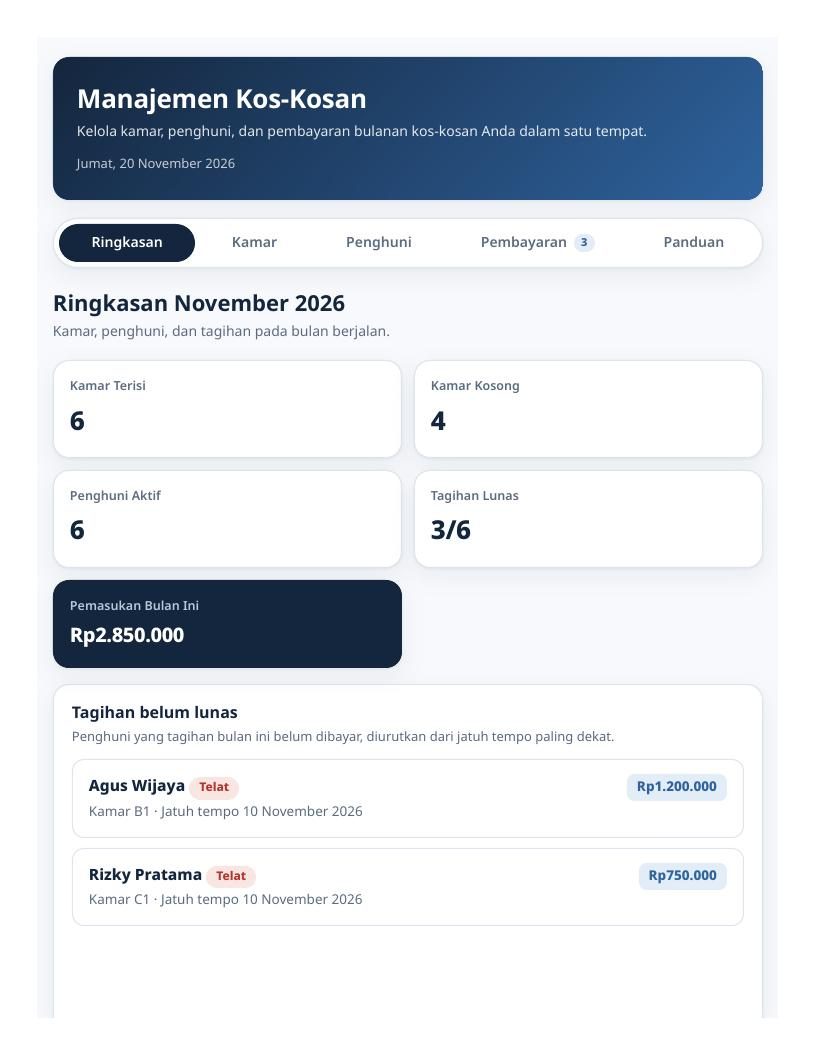 Manajemen Kos-Kosan
Kelola kamar, penghuni, dan pembayaran bulanan kos-kosan Anda dalam satu tempat.
Jumat, 20 November 2026
Ringkasan Kamar Penghuni Pembayaran 3 Panduan
Ringkasan November 2026
Kamar, penghuni, dan tagihan pada bulan berjalan.
Kamar Terisi
6
Kamar Kosong
4
Penghuni Aktif
6
Tagihan Lunas
3/6
Pemasukan Bulan Ini
Rp2.850.000
Tagihan belum lunas
Penghuni yang tagihan bulan ini belum dibayar, diurutkan dari jatuh tempo paling dekat.
Agus Wijaya Telat Rp1.200.000
Kamar B1 · Jatuh tempo 10 November 2026
Rizky Pratama Telat Rp750.000
Kamar C1 · Jatuh tempo 10 November 2026